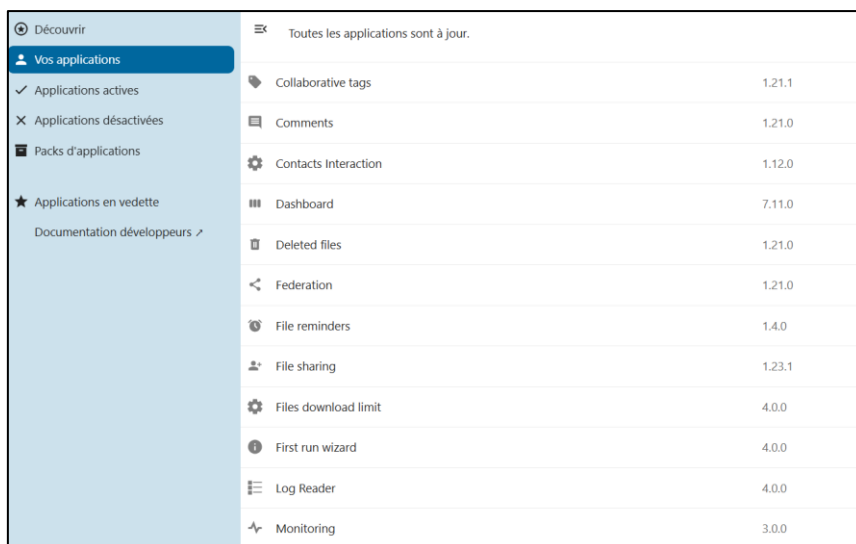 Découvrir
Vos applications
Applications actives
Applications désactivées
Packs d'applications
Applications en vedette
Documentation développeurs ↗
Toutes les applications sont à jour.
Collaborative tags 1.21.1
Comments 1.21.0
Contacts Interaction 1.12.0
Dashboard 7.11.0
Deleted files 1.21.0
Federation 1.21.0
File reminders 1.4.0
File sharing 1.23.1
Files download limit 4.0.0
First run wizard 4.0.0
Log Reader 4.0.0
Monitoring 3.0.0